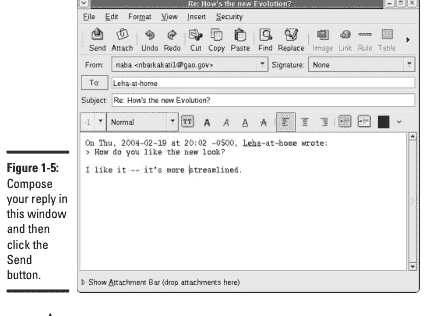 Re: How's the new Evolution?
File Edit Format View Insert Security
Send Attach Undo Redo Cut Copy Paste Find Replace Image Link Rule Table
From: naba <nbarkakati1@gao.gov> Signature: None
To: Leha-at-home
Subject: Re: How's the new Evolution?
-1 Normal TT A A A A
On Thu, 2004-02-19 at 20:02 -0500, Leha-at-home wrote:
> How do you like the new look?
I like it -- it's more streamlined.
Show Attachment Bar (drop attachments here)
Figure 1-5:
Compose
your reply in
this window
and then
click the
Send
button.